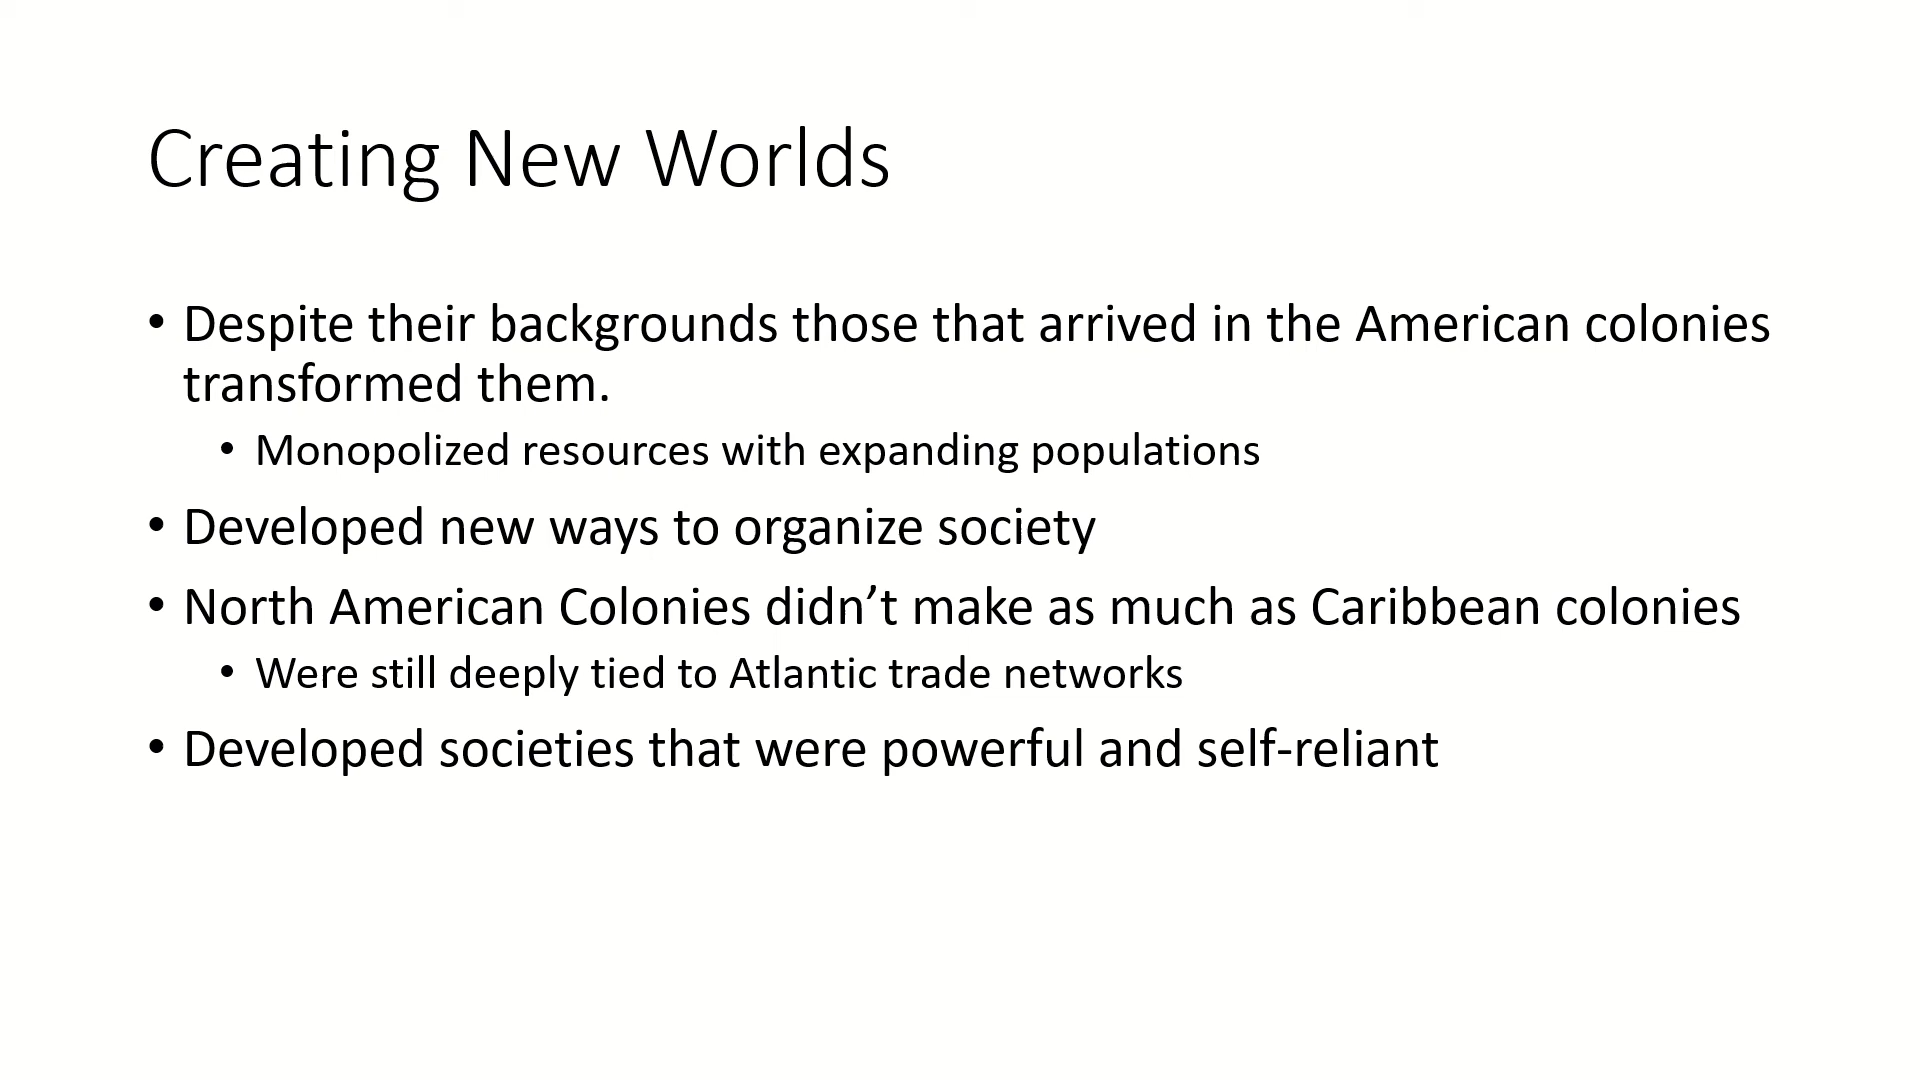 Creating New Worlds
• Despite their backgrounds those that arrived in the American colonies
transformed them.
• Monopolized resources with expanding populations
• Developed new ways to organize society
• North American Colonies didn’t make as much as Caribbean colonies
• Were still deeply tied to Atlantic trade networks
• Developed societies that were powerful and self-reliant